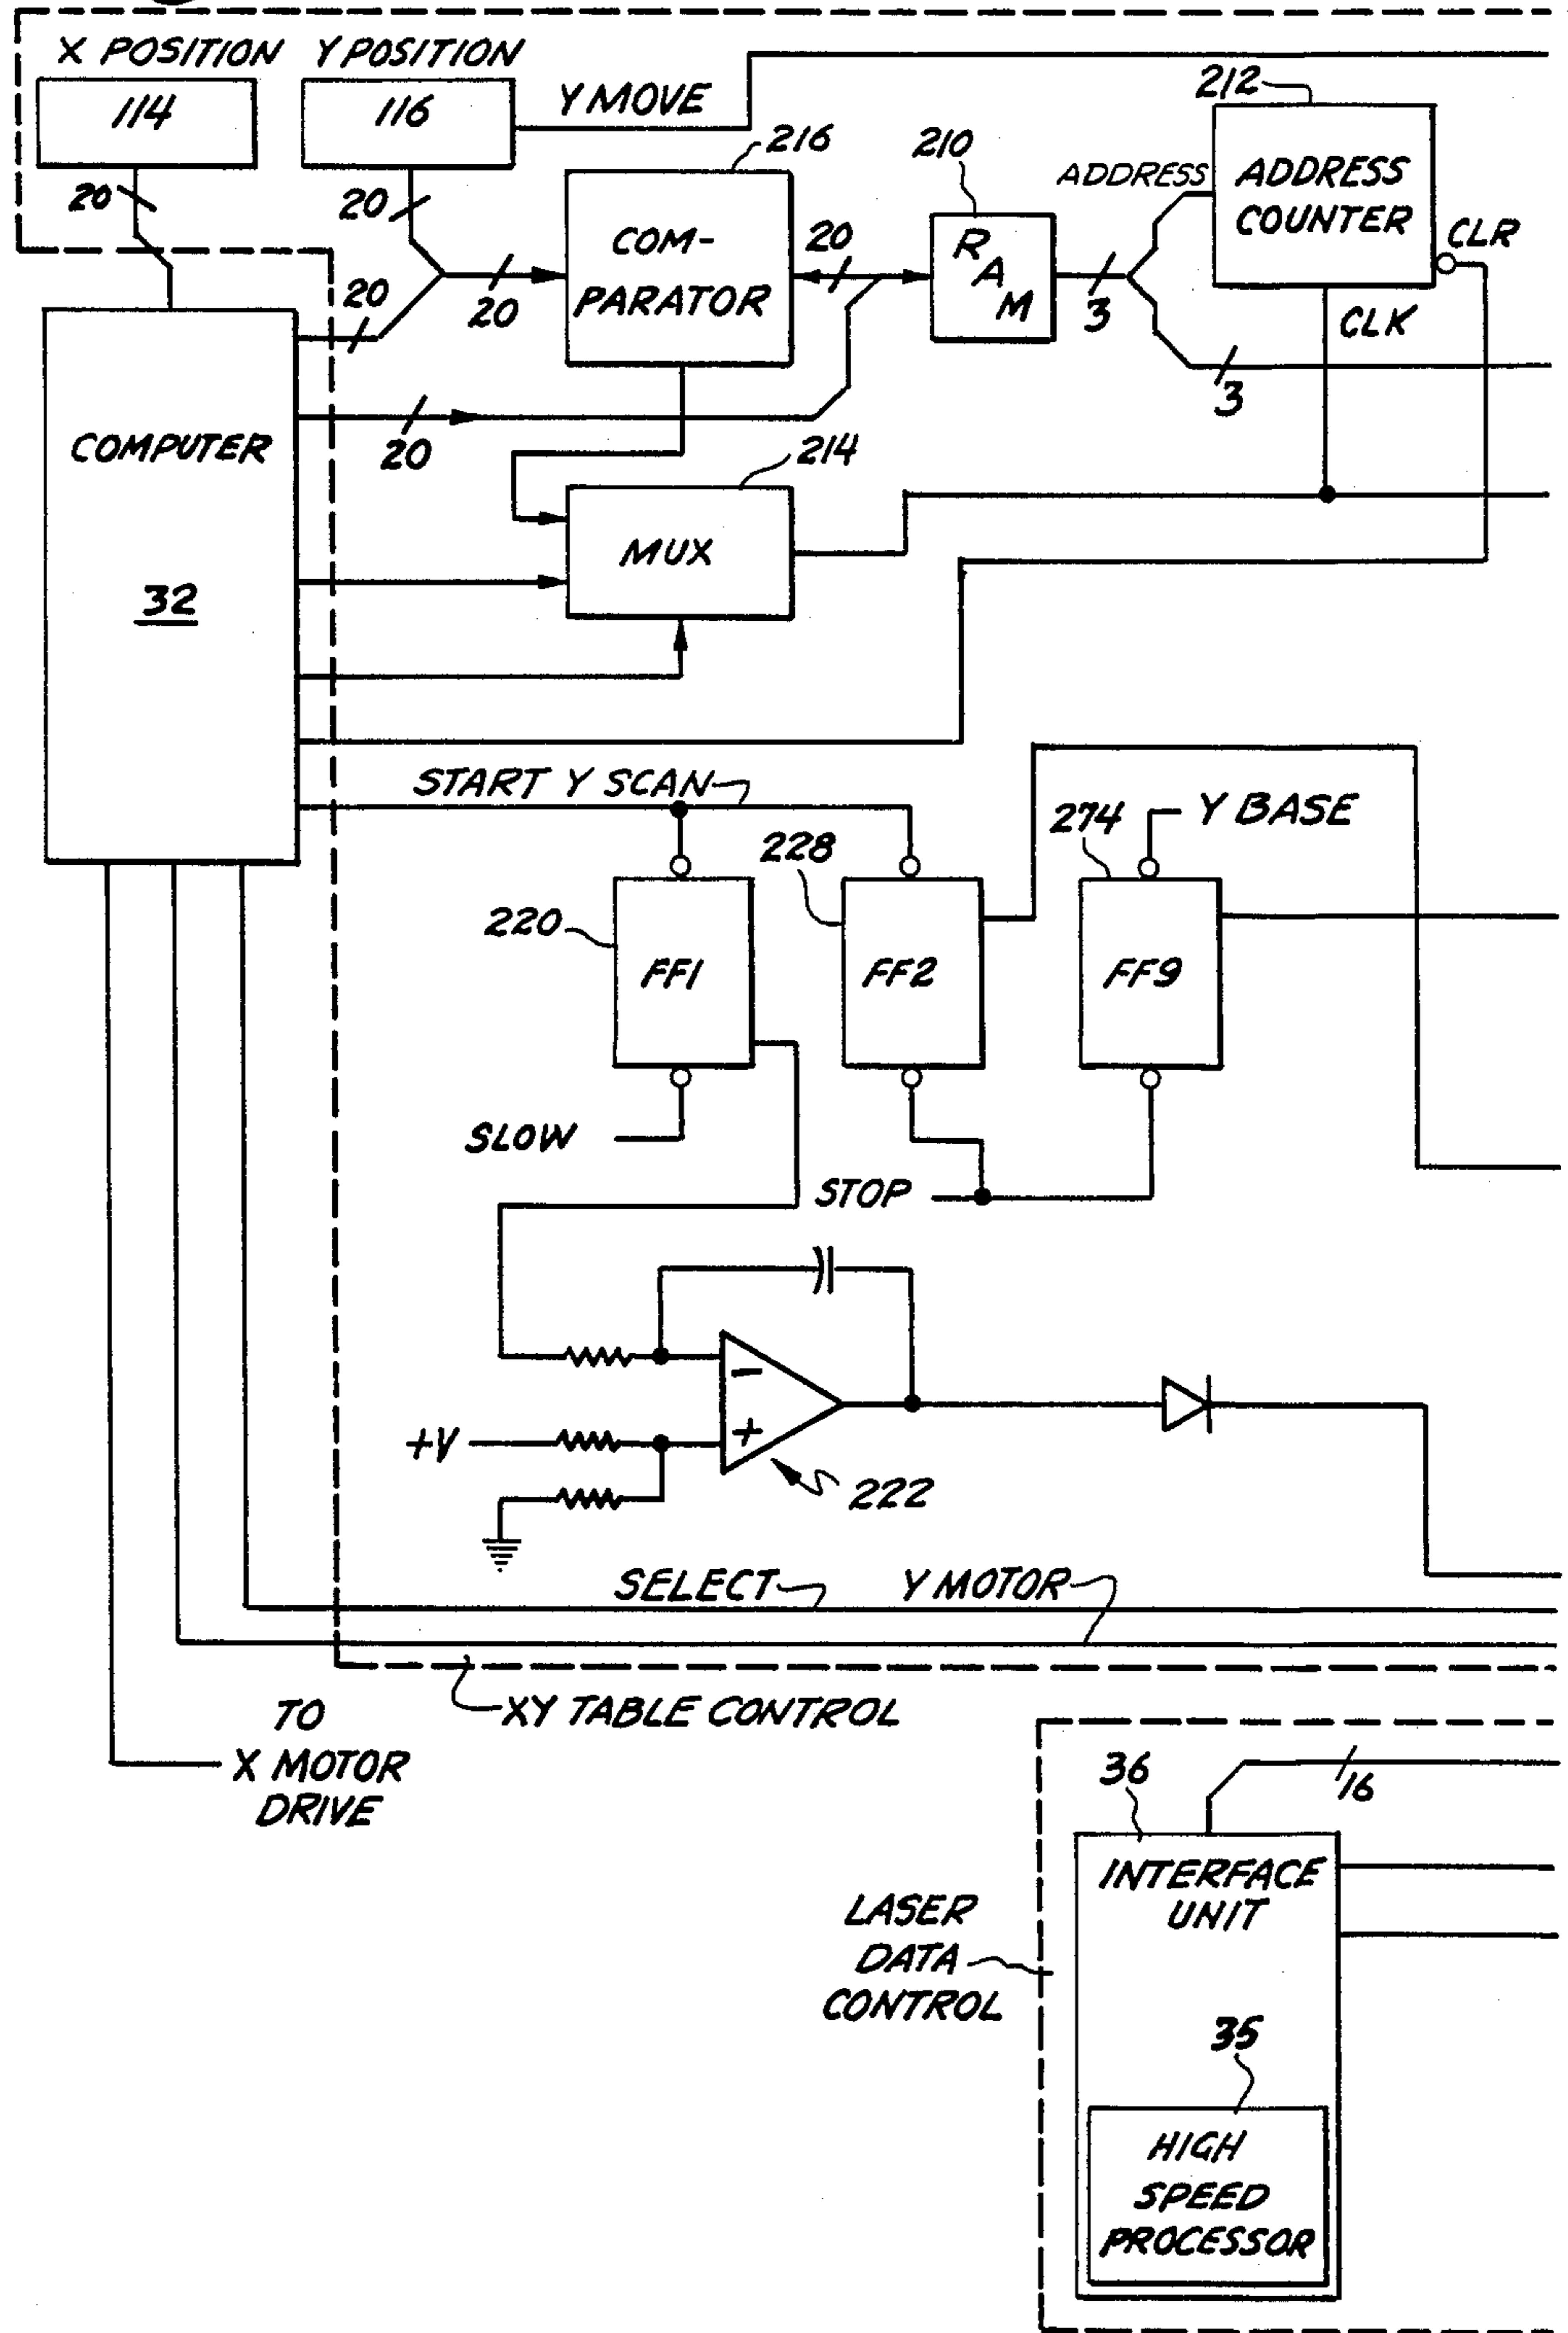 X POSITION
Y POSITION
114
116
Y MOVE
212
216
210
ADDRESS
ADDRESS
COUNTER
CLR
20
20
COM-
PARATOR
20
RAM
3
CLK
20
20
3
20
COMPUTER
32
214
MUX
START Y SCAN
Y BASE
274
228
220
FF1
FF2
FF9
SLOW
STOP
−
+V
+
222
SELECT
Y MOTOR
XY TABLE CONTROL
TO
X MOTOR
DRIVE
36
16
INTERFACE
UNIT
LASER
DATA
CONTROL
35
HIGH
SPEED
PROCESSOR